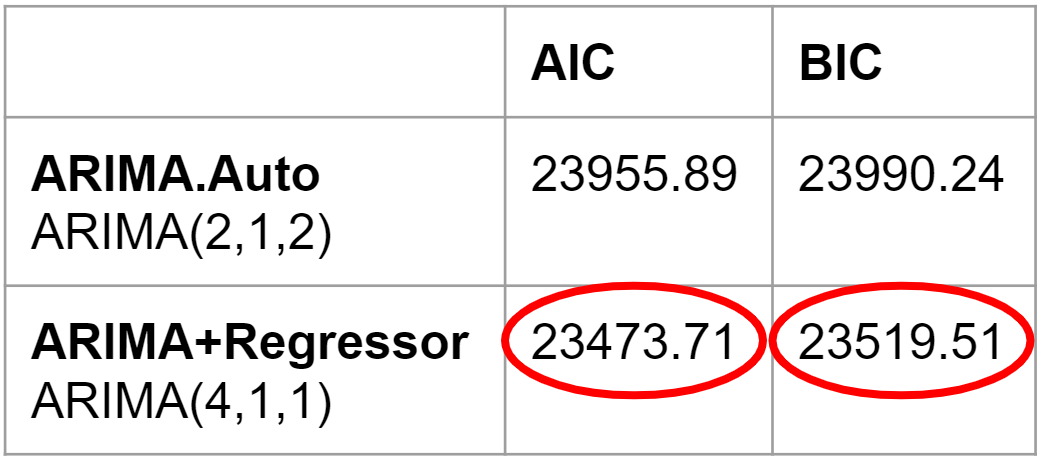 AIC BIC
ARIMA.Auto 23955.89 23990.24
ARIMA(2,1,2)
ARIMA+Regressor 23473.71 23519.51
ARIMA(4,1,1)